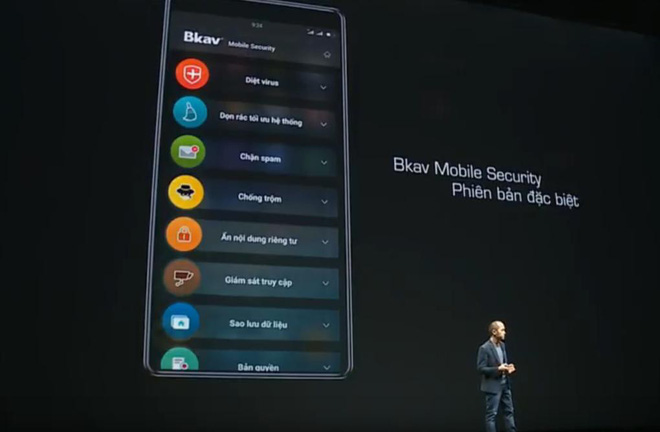 9:28
Bkav
Mobile Security
Diệt virus
Dọn rác tối ưu hệ thống
Chặn spam
Chống trộm
Ẩn nội dung riêng tư
Giám sát truy cập
Sao lưu dữ liệu
Bản quyền
Bkav Mobile Security
Phiên bản đặc biệt